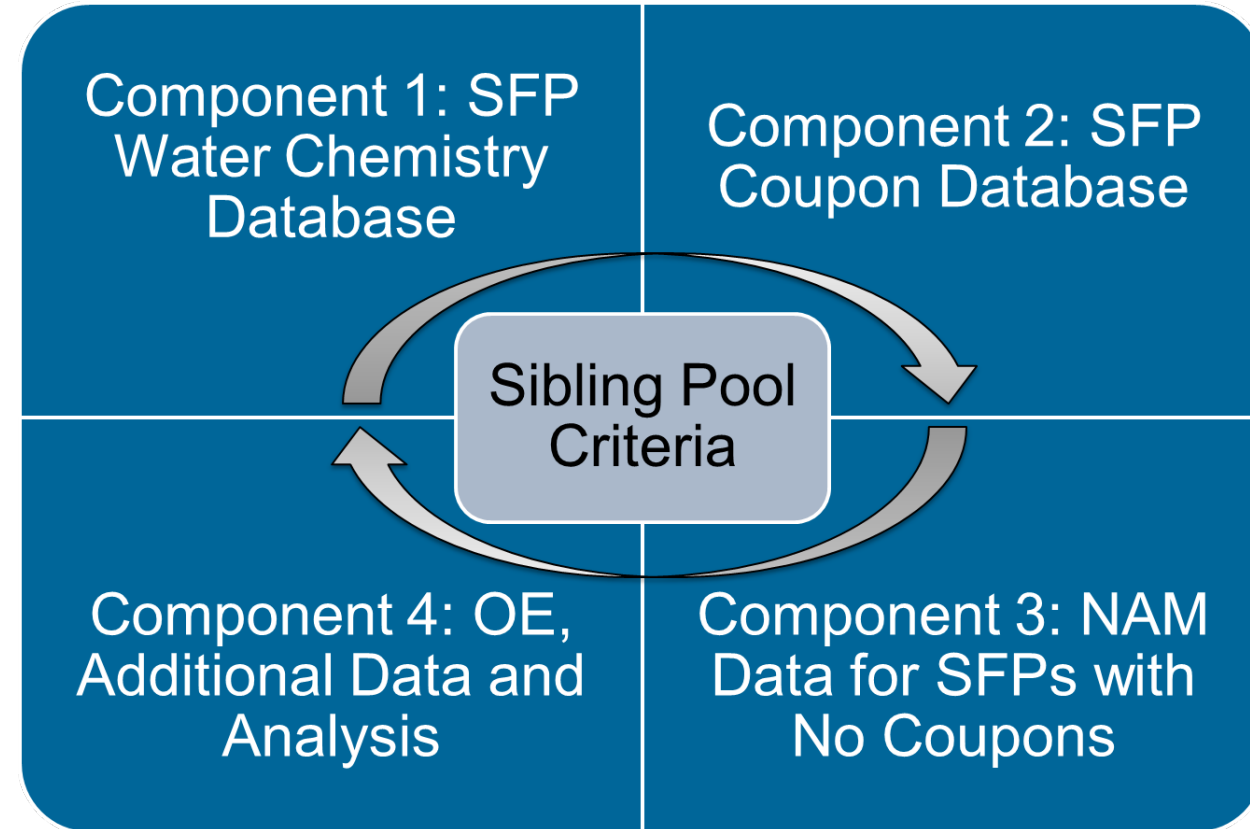 Component 1: SFP
Water Chemistry
Database
Component 2: SFP
Coupon Database
Sibling Pool
Criteria
Component 4: OE,
Additional Data and
Analysis
Component 3: NAM
Data for SFPs with
No Coupons